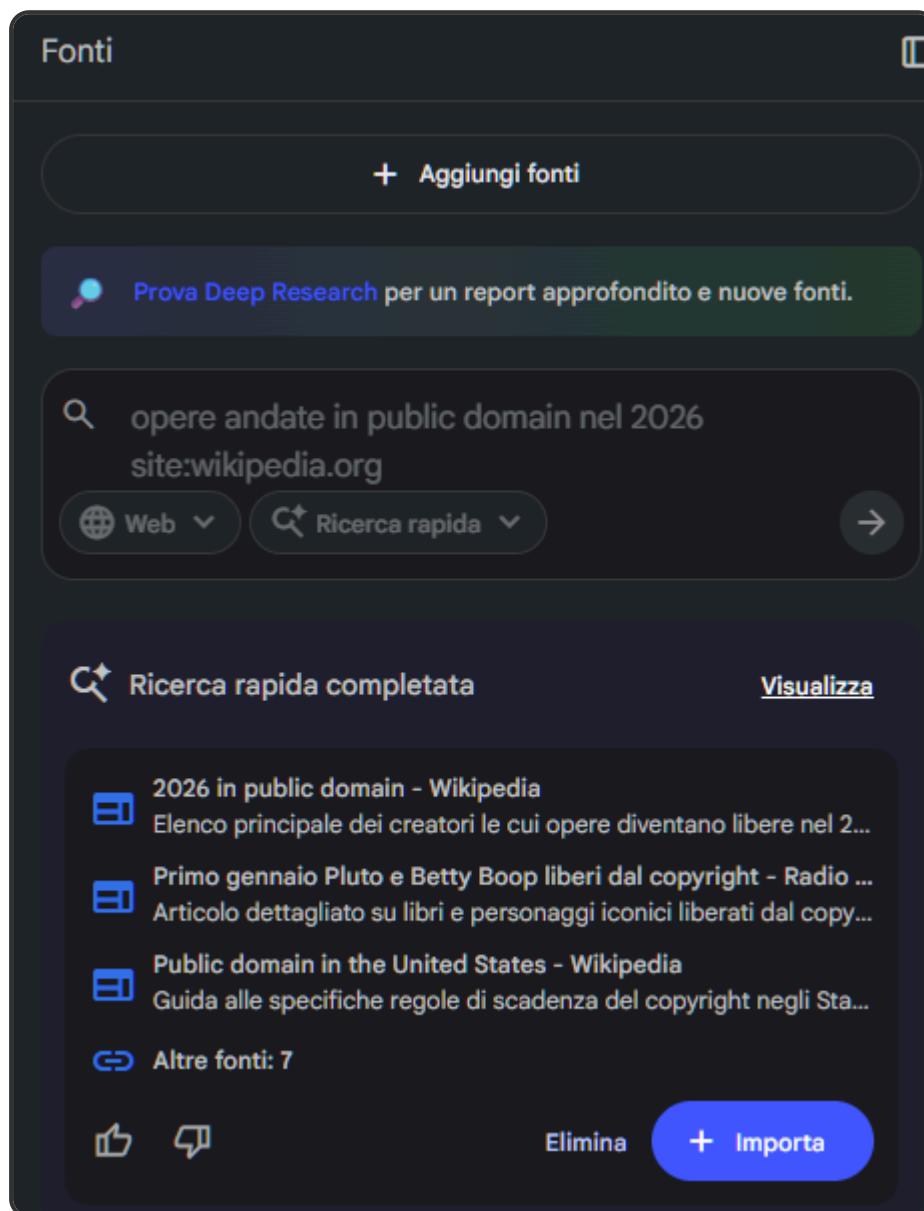 Fonti
+ Aggiungi fonti
Prova Deep Research per un report approfondito e nuove fonti.
opere andate in public domain nel 2026
site:wikipedia.org
Web Ricerca rapida
Ricerca rapida completata Visualizza
2026 in public domain - Wikipedia
Elenco principale dei creatori le cui opere diventano libere nel 2...
Primo gennaio Pluto e Betty Boop liberi dal copyright - Radio ...
Articolo dettagliato su libri e personaggi iconici liberati dal copy...
Public domain in the United States - Wikipedia
Guida alle specifiche regole di scadenza del copyright negli Sta...
Altre fonti: 7
Elimina + Importa